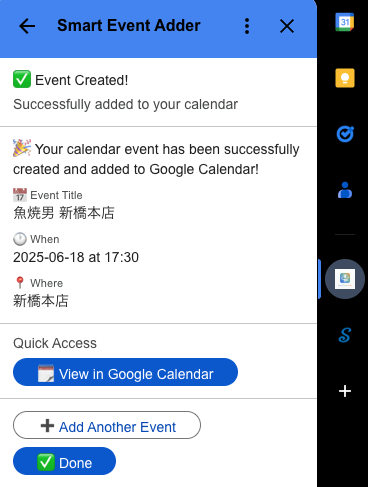 Smart Event Adder
✅ Event Created!
Successfully added to your calendar
🎉 Your calendar event has been successfully
created and added to Google Calendar!
📅 Event Title
魚焼男 新橋本店
🕐 When
2025-06-18 at 17:30
📍 Where
新橋本店
Quick Access
🗓️ View in Google Calendar
➕ Add Another Event
✅ Done
31